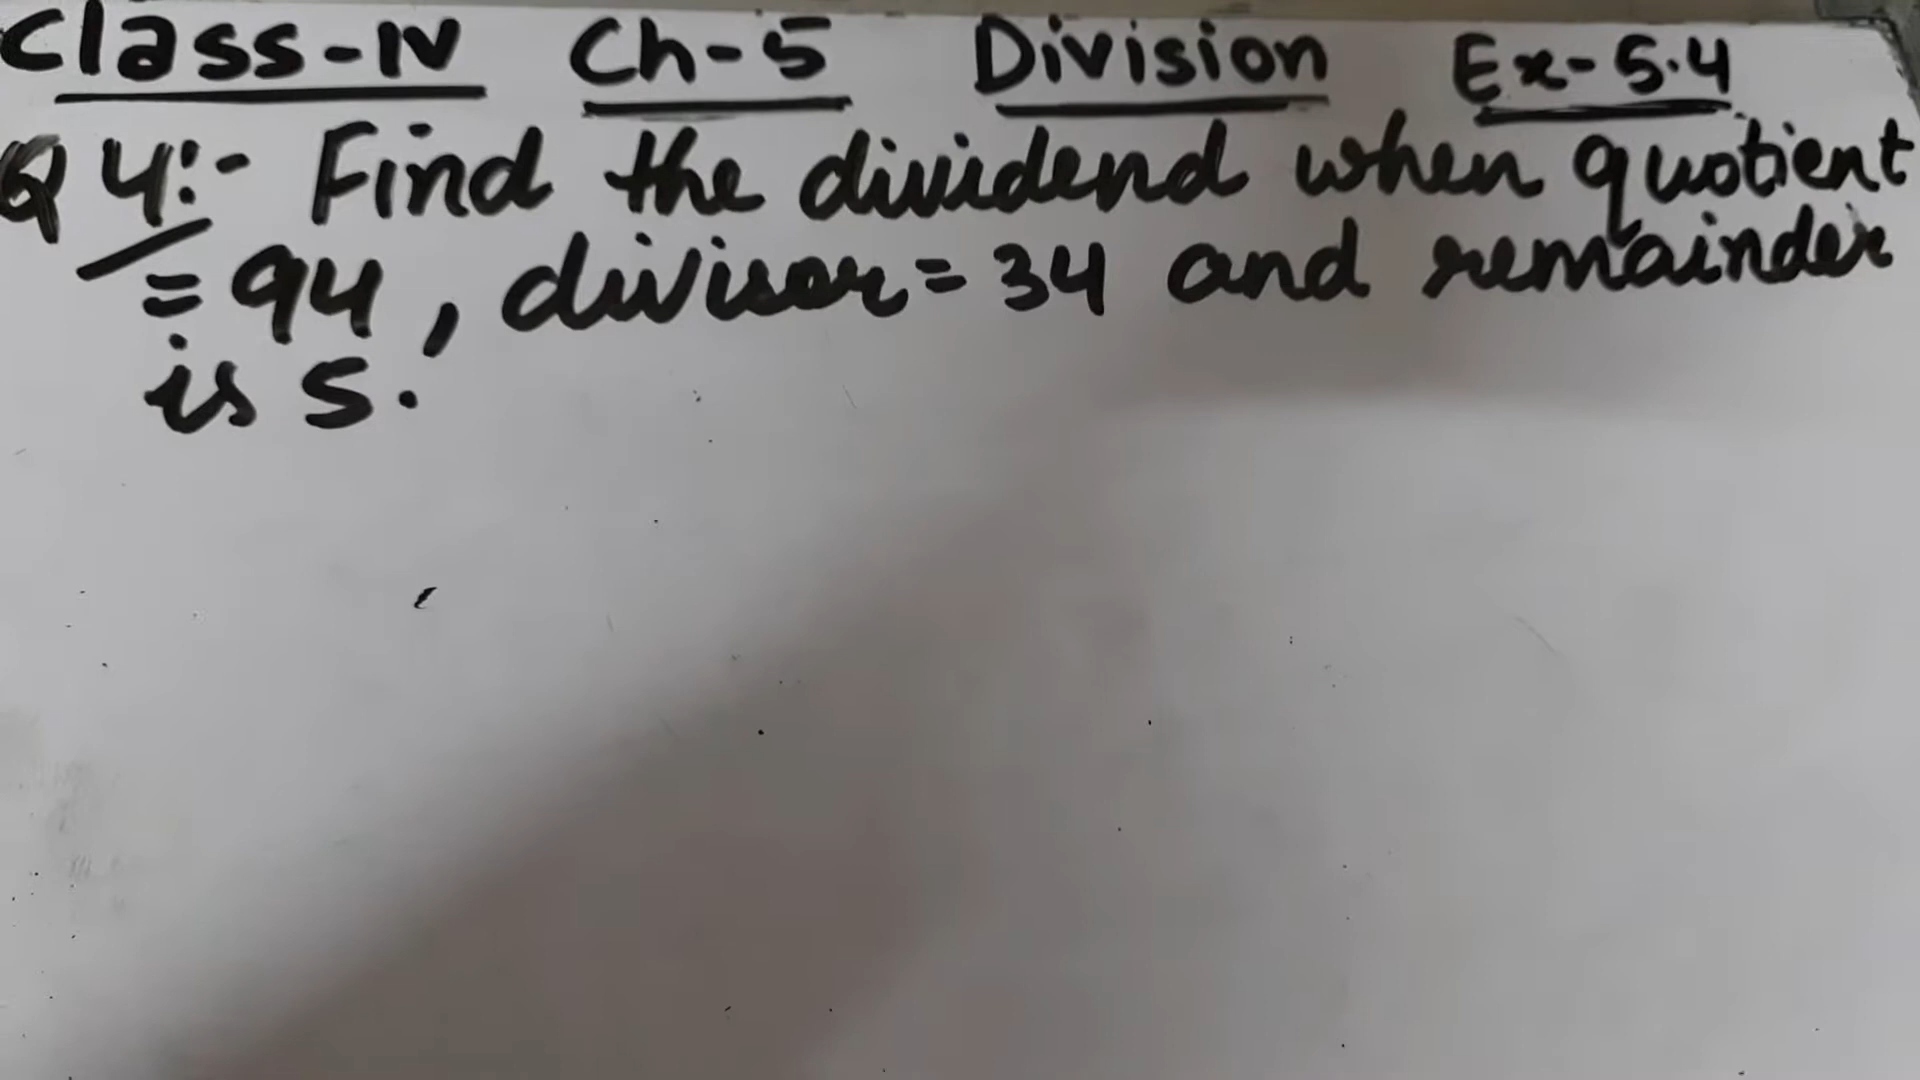 Class-IV Ch-5 Division Ex-5.4
Q4:- Find the dividend when quotient
= 94, divisor = 34 and remainder
is 5.